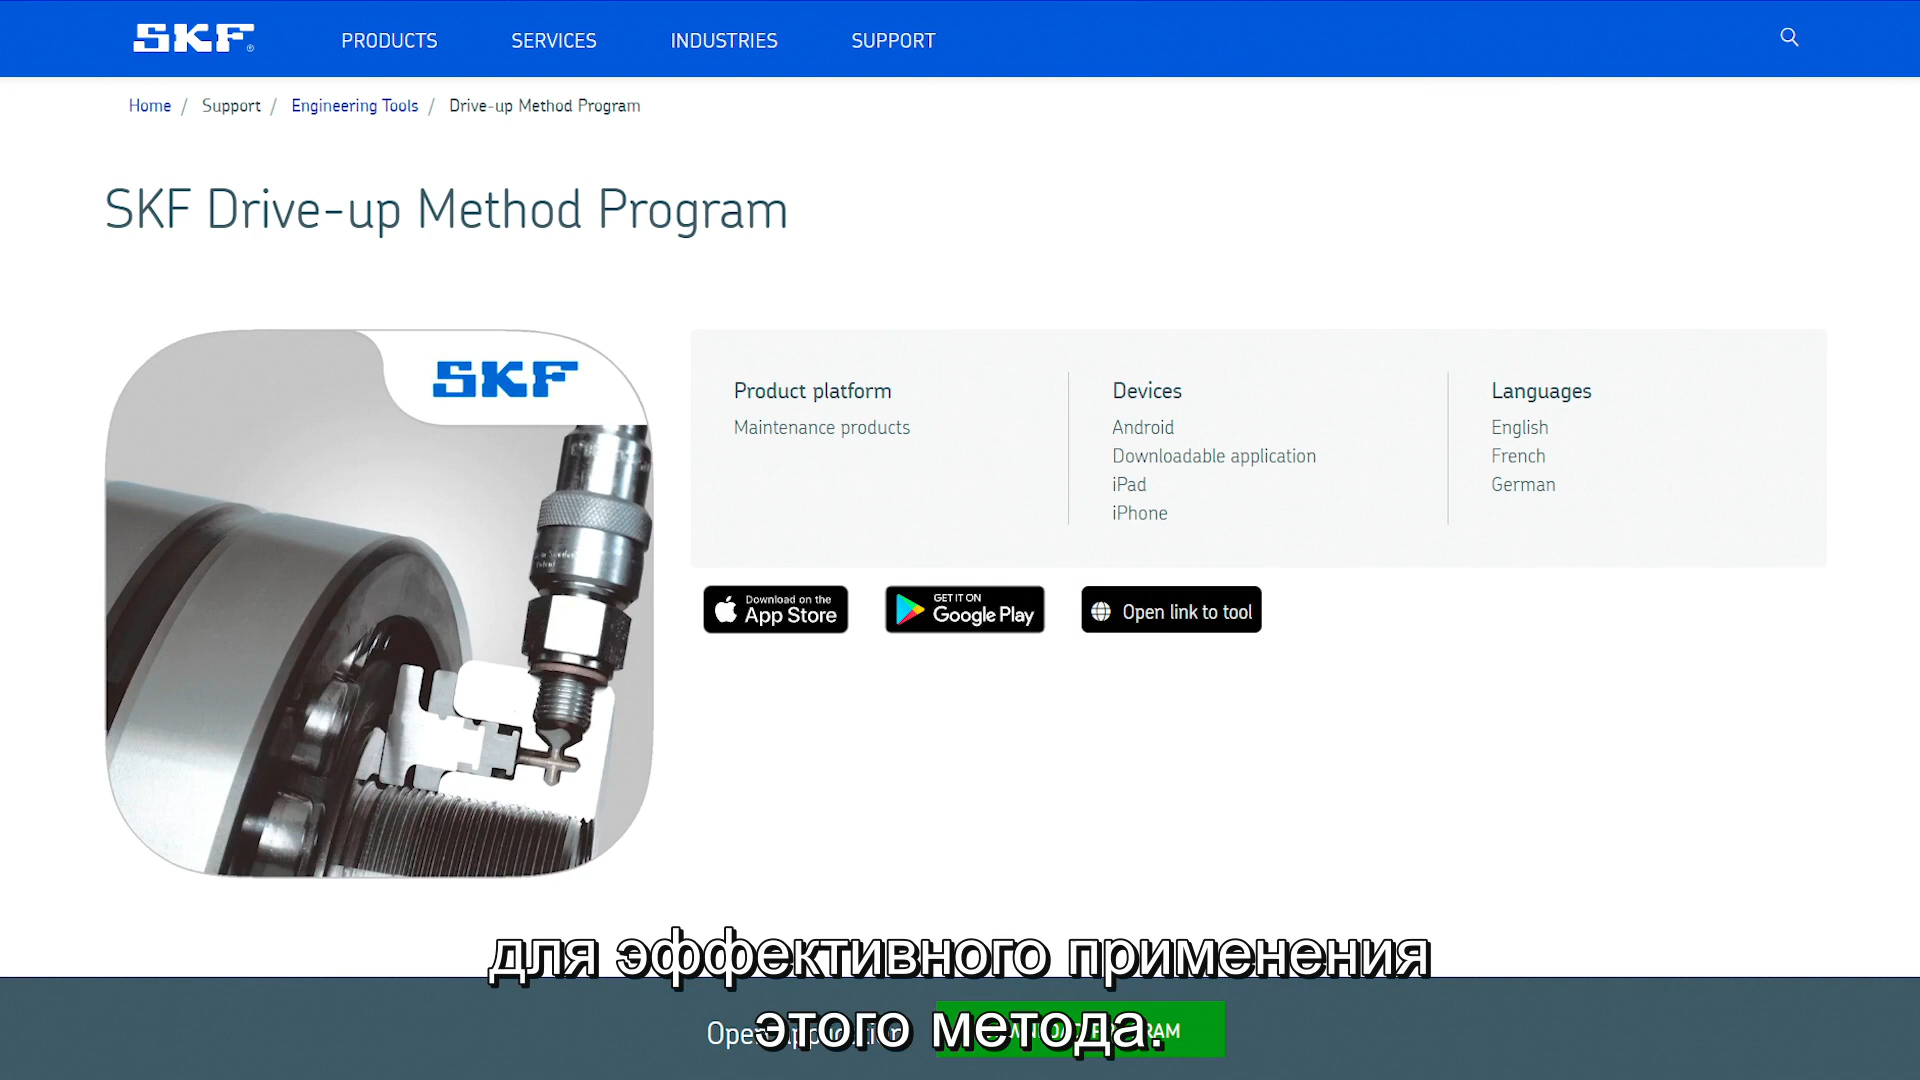 SKF®
PRODUCTS
SERVICES
INDUSTRIES
SUPPORT
Home / Support / Engineering Tools / Drive-up Method Program
SKF Drive-up Method Program
SKF
Product platform
Maintenance products
Devices
Android
Downloadable application
iPad
iPhone
Languages
English
French
German
Download on the
App Store
GET IT ON
Google Play
Open link to tool
для эффективного применения
этого метода.